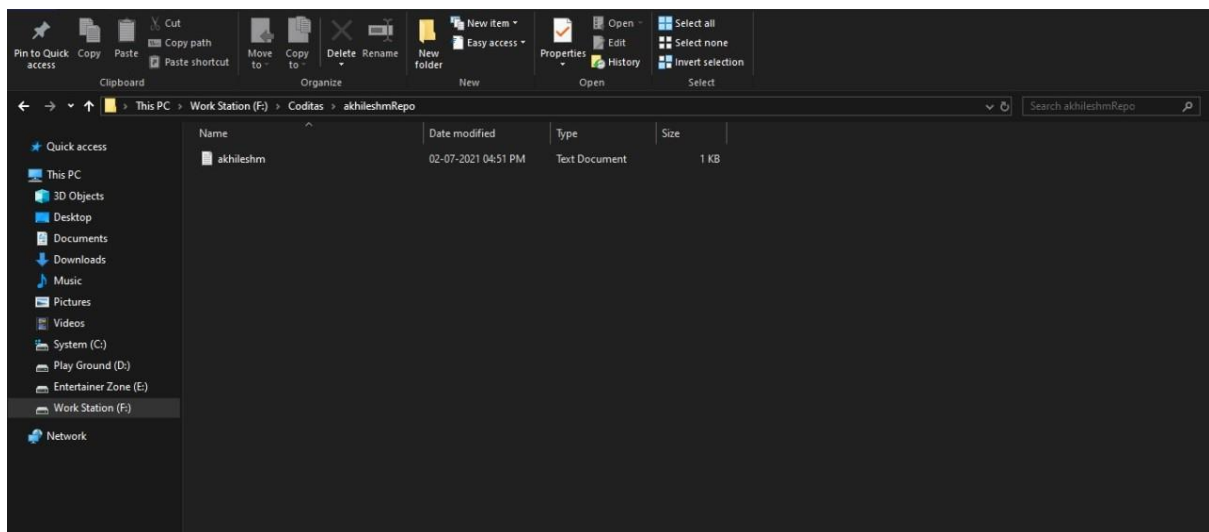 Pin to Quick access
Copy
Paste
Cut
Copy path
Paste shortcut
Clipboard
Move to
Copy to
Delete
Rename
Organize
New folder
New item
Easy access
New
Properties
Open
Edit
History
Open
Select all
Select none
Invert selection
Select
This PC > Work Station (F:) > Coditas > akhileshmRepo
Search akhileshmRepo
Name Date modified Type Size
akhileshm 02-07-2021 04:51 PM Text Document 1 KB
Quick access
This PC
3D Objects
Desktop
Documents
Downloads
Music
Pictures
Videos
System (C:)
Play Ground (D:)
Entertainer Zone (E:)
Work Station (F:)
Network